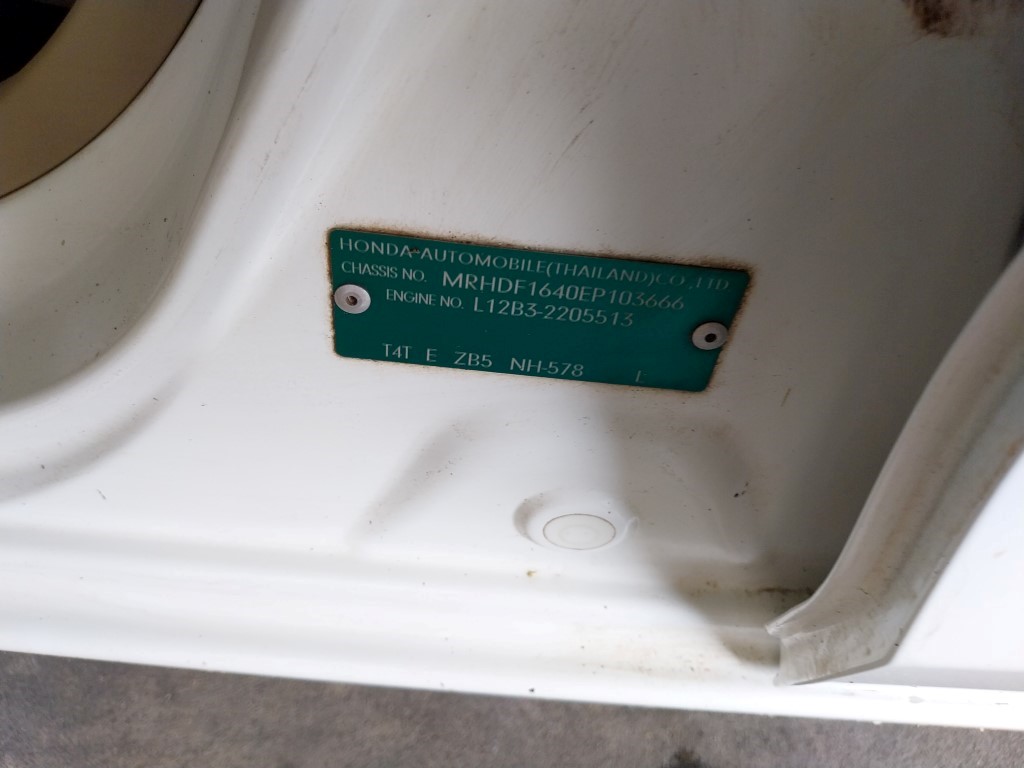 HONDA AUTOMOBILE(THAILAND)CO.,LTD.
CHASSIS NO. MRHDF1640EP103666
ENGINE NO. L12B3-2205513
T4T E ZB5 NH-578 L